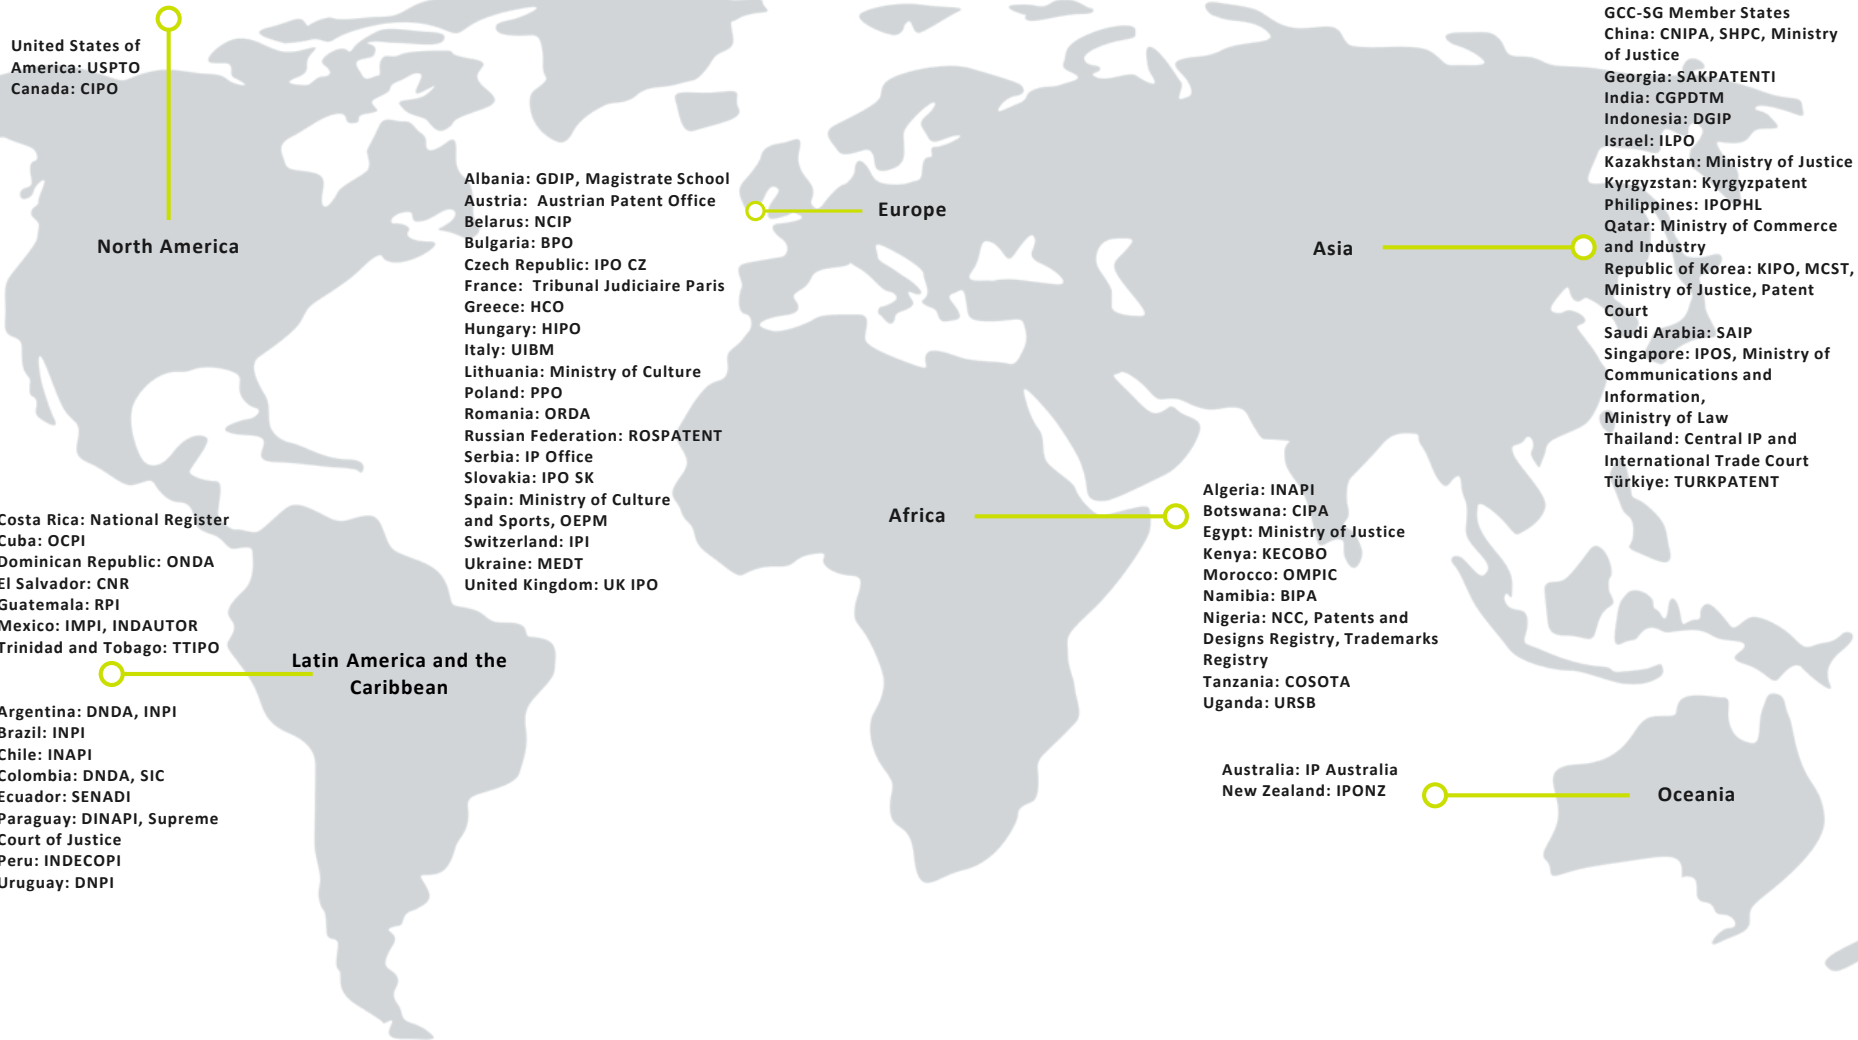 United States of
America: USPTO
Canada: CIPO
North America
Albania: GDIP, Magistrate School
Austria:  Austrian Patent Office
Belarus: NCIP
Bulgaria: BPO
Czech Republic: IPO CZ
France:  Tribunal Judiciaire Paris
Greece: HCO
Hungary: HIPO
Italy: UIBM
Lithuania: Ministry of Culture
Poland: PPO
Romania: ORDA
Russian Federation: ROSPATENT
Serbia: IP Office
Slovakia: IPO SK
Spain: Ministry of Culture
and Sports, OEPM
Switzerland: IPI
Ukraine: MEDT
United Kingdom: UK IPO
Europe
Asia
GCC-SG Member States
China: CNIPA, SHPC, Ministry
of Justice
Georgia: SAKPATENTI
India: CGPDTM
Indonesia: DGIP
Israel: ILPO
Kazakhstan: Ministry of Justice
Kyrgyzstan: Kyrgyzpatent
Philippines: IPOPHL
Qatar: Ministry of Commerce
and Industry
Republic of Korea: KIPO, MCST,
Ministry of Justice, Patent
Court
Saudi Arabia: SAIP
Singapore: IPOS, Ministry of
Communications and
Information,
Ministry of Law
Thailand: Central IP and
International Trade Court
Türkiye: TURKPATENT
Costa Rica: National Register
Cuba: OCPI
Dominican Republic: ONDA
El Salvador: CNR
Guatemala: RPI
Mexico: IMPI, INDAUTOR
Trinidad and Tobago: TTIPO
Latin America and the
Caribbean
Argentina: DNDA, INPI
Brazil: INPI
Chile: INAPI
Colombia: DNDA, SIC
Ecuador: SENADI
Paraguay: DINAPI, Supreme
Court of Justice
Peru: INDECOPI
Uruguay: DNPI
Africa
Algeria: INAPI
Botswana: CIPA
Egypt: Ministry of Justice
Kenya: KECOBO
Morocco: OMPIC
Namibia: BIPA
Nigeria: NCC, Patents and
Designs Registry, Trademarks
Registry
Tanzania: COSOTA
Uganda: URSB
Australia: IP Australia
New Zealand: IPONZ
Oceania